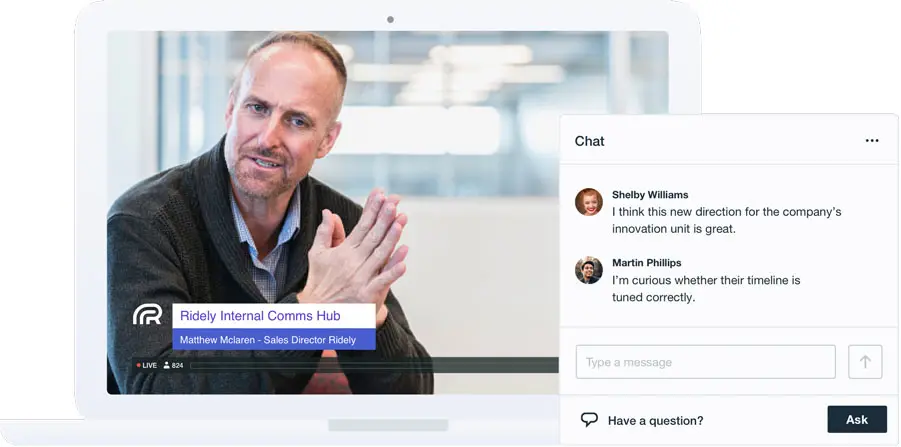 Ridely Internal Comms Hub
Matthew Mclaren - Sales Director Ridely
LIVE 824
Chat
Shelby Williams
I think this new direction for the company's
innovation unit is great.
Martin Phillips
I'm curious whether their timeline is
tuned correctly.
Type a message
Have a question?
Ask